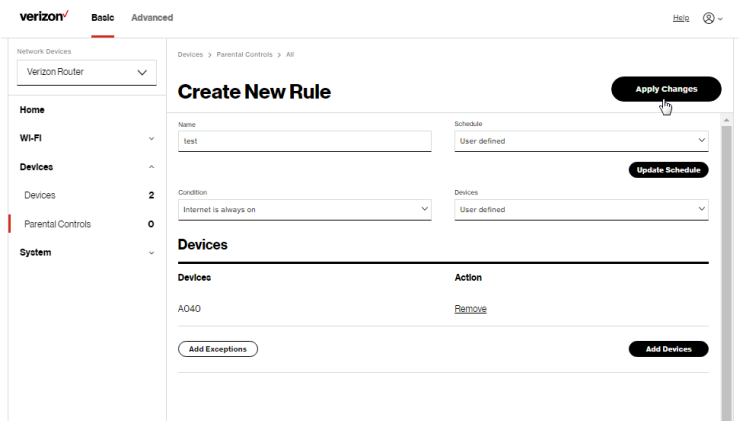 verizon✓ Basic Advanced Help
Network Devices
Verizon Router
Home
Wi-Fi
Devices
Devices 2
Parental Controls 0
System
Devices > Parental Controls > All
Create New Rule Apply Changes
Name Schedule
test User defined
Update Schedule
Condition Devices
Internet is always on User defined
Devices
Devices Action
A040 Remove
Add Exceptions Add Devices